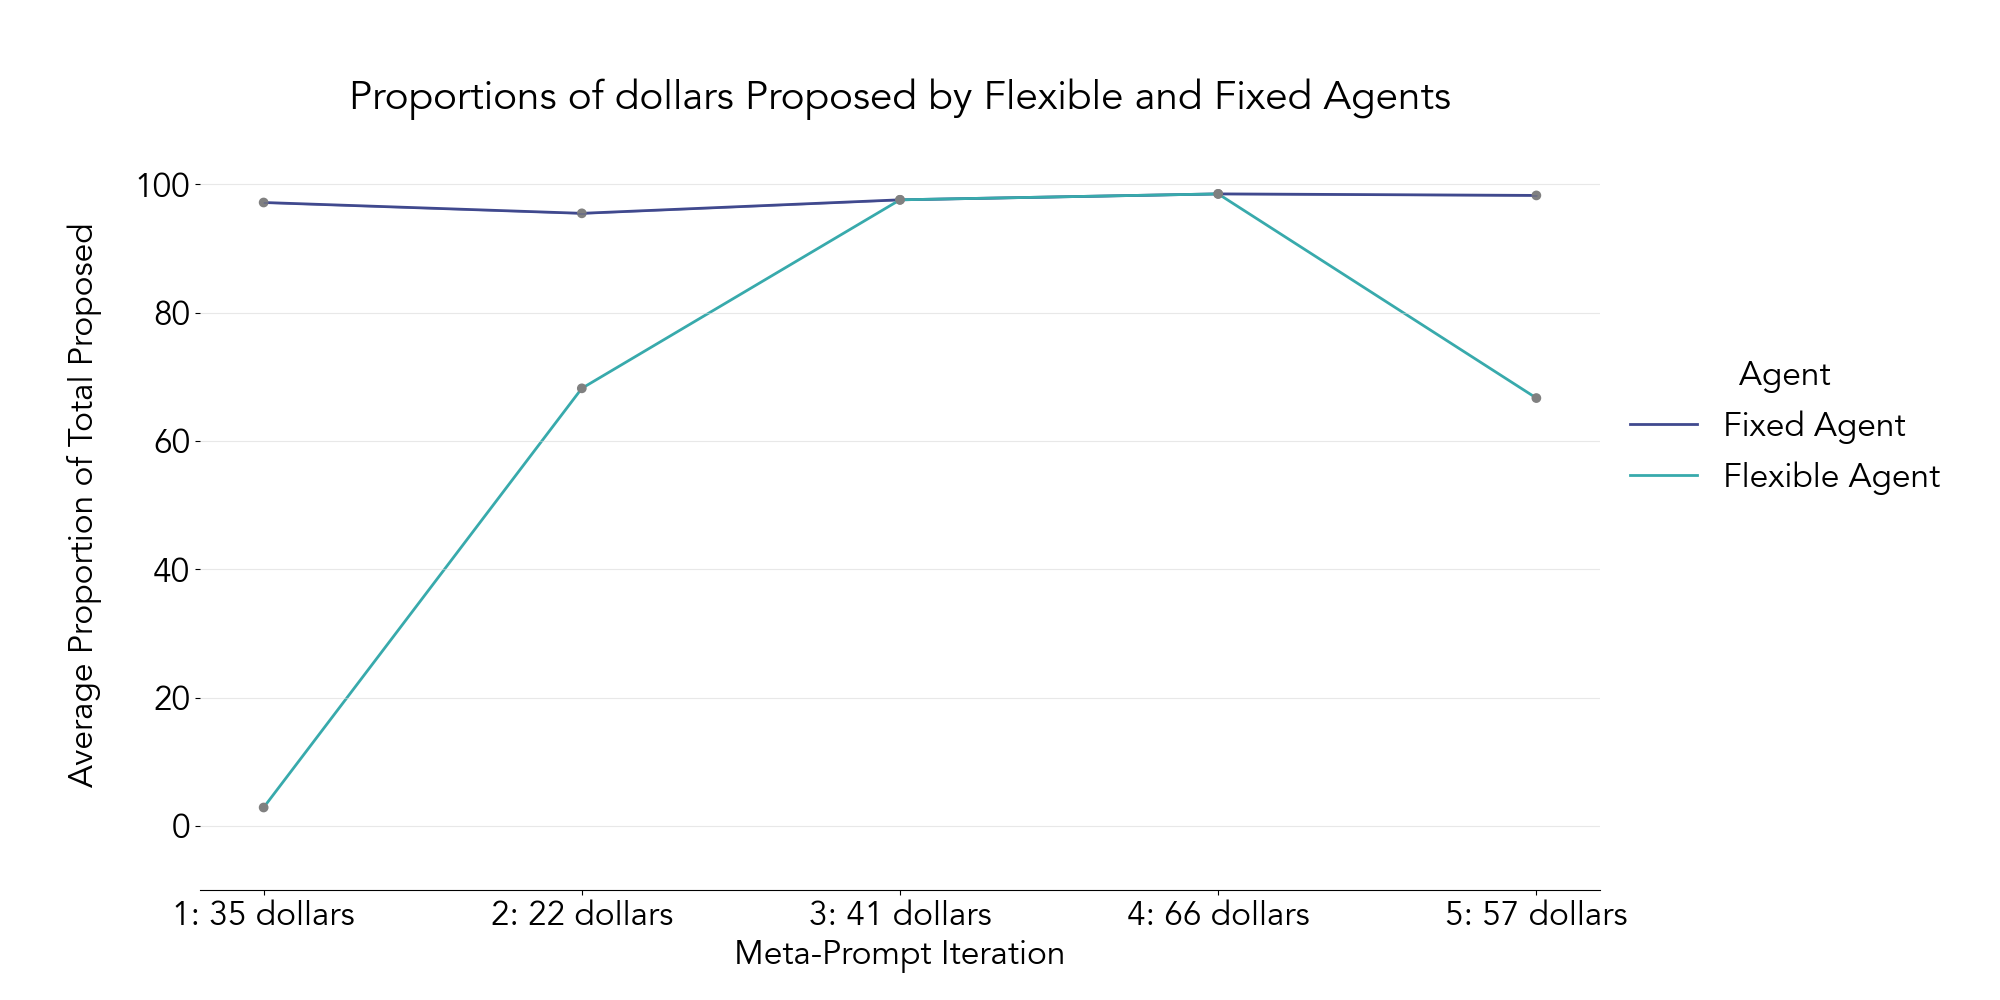 Proportions of dollars Proposed by Flexible and Fixed Agents
Average Proportion of Total Proposed
100
80
60
40
20
0
1: 35 dollars
2: 22 dollars
3: 41 dollars
4: 66 dollars
5: 57 dollars
Meta-Prompt Iteration
Agent
Fixed Agent
Flexible Agent